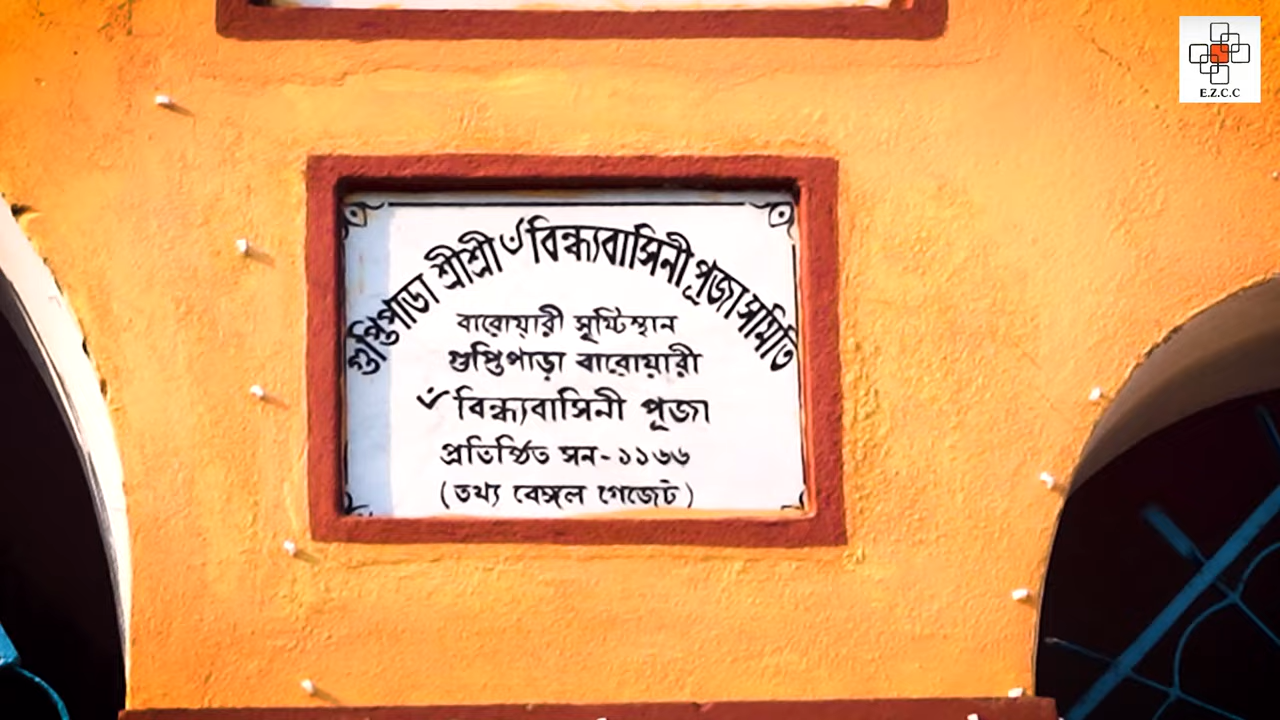 গুপ্তিপাড়া শ্রীশ্রী ঁবিন্ধ্যবাসিনী পূজা সমিতি
বারোয়ারী সৃষ্টিস্থান
গুপ্তিপাড়া বারোয়ারী
ঁবিন্ধ্যবাসিনী পূজা
প্রতিষ্ঠিত সন-১১৬৬
(তথ্য বেঙ্গল গেজেট)
E.Z.C.C